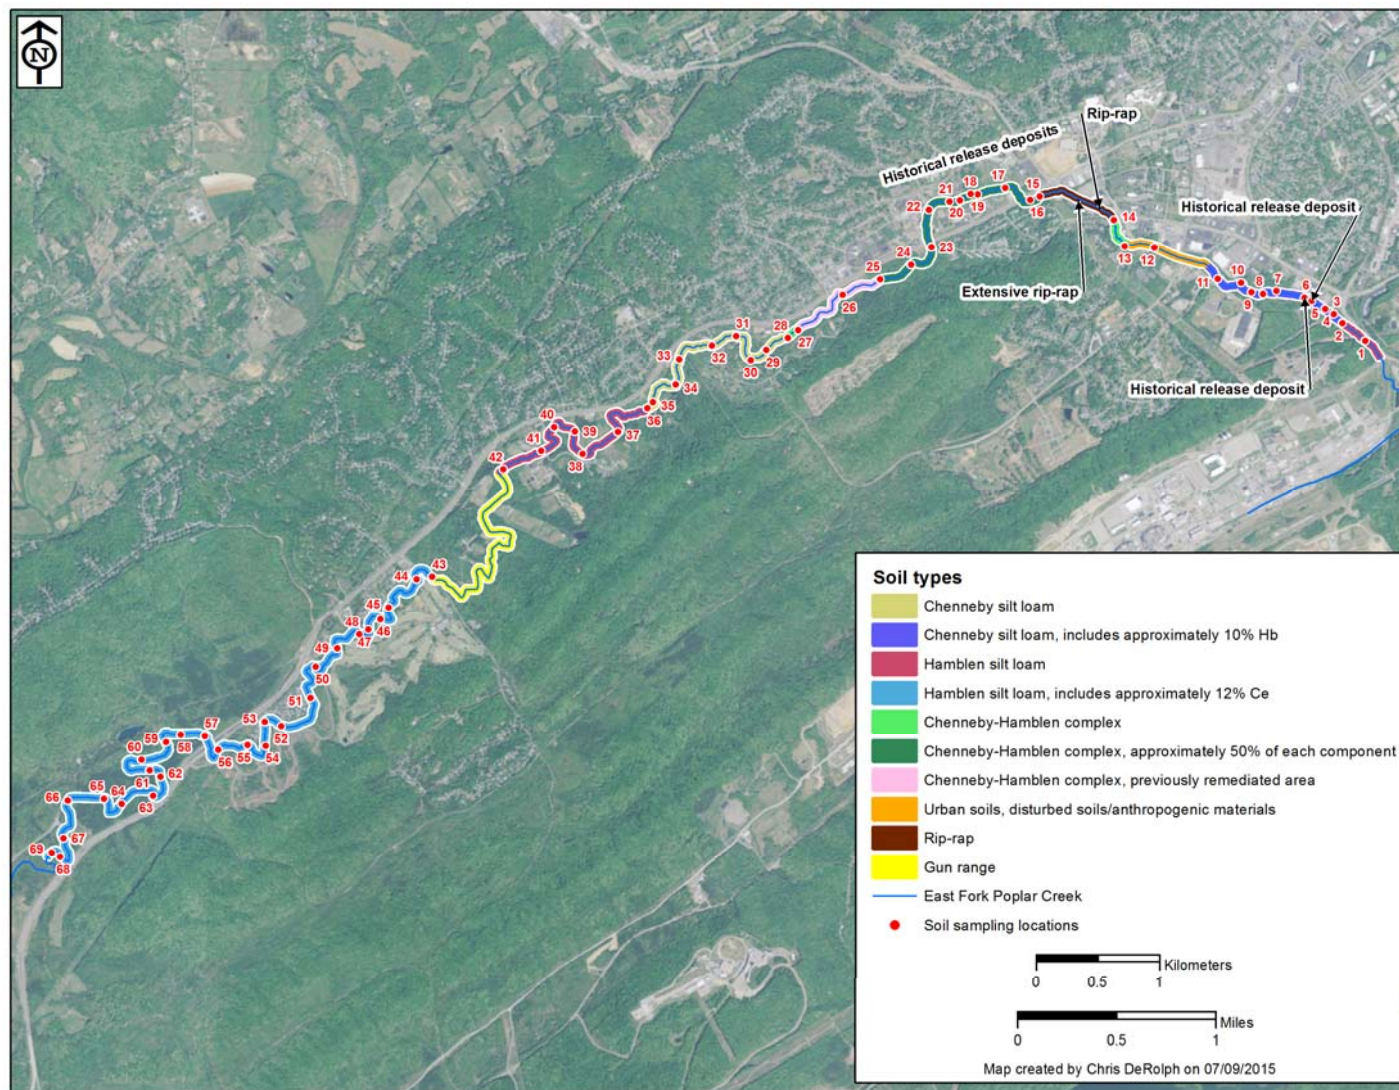 N
Rip-rap
Historical release deposits
Historical release deposit
Extensive rip-rap
Historical release deposit
22
21
20
18
19
17
16
15
14
13
12
11
10
9
8
7
6
5
4
3
2
1
23
24
25
26
27
28
29
30
31
32
33
34
35
36
37
38
39
40
41
42
43
44
45
46
47
48
49
50
51
52
53
54
55
56
57
58
59
60
61
62
63
64
65
66
67
68
69
Soil types
Chenneby silt loam
Chenneby silt loam, includes approximately 10% Hb
Hamblen silt loam
Hamblen silt loam, includes approximately 12% Ce
Chenneby-Hamblen complex
Chenneby-Hamblen complex, approximately 50% of each component
Chenneby-Hamblen complex, previously remediated area
Urban soils, disturbed soils/anthropogenic materials
Rip-rap
Gun range
East Fork Poplar Creek
Soil sampling locations
Kilometers
0 0.5 1
Miles
0 0.5 1
Map created by Chris DeRolph on 07/09/2015